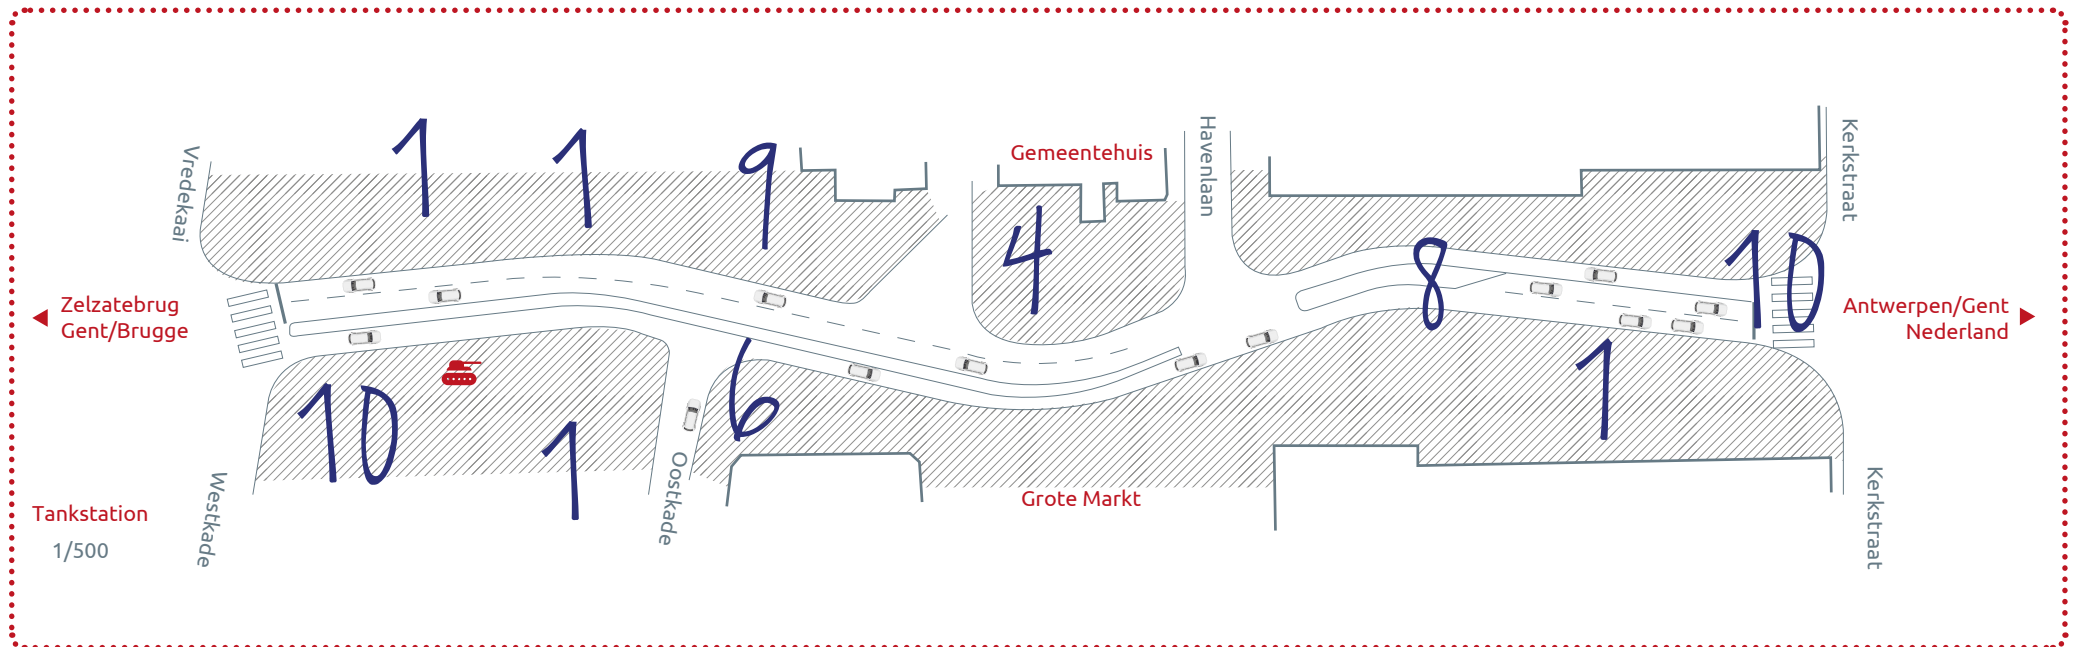 Vredekaai
1
1
9
Gemeentehuis
Havenlaan
Kerkstraat
4
8
10
Zelzatebrug
Gent/Brugge
Antwerpen/Gent
Nederland
10
1
6
1
Tankstation
1/500
Westkade
Oostkade
Grote Markt
Kerkstraat